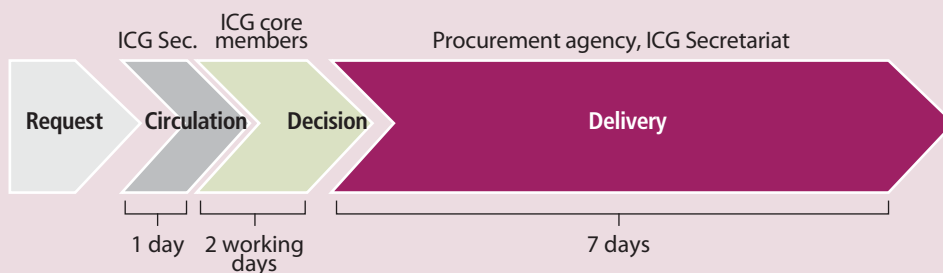 ICG Sec.
ICG core
members
Procurement agency, ICG Secretariat
Request
Circulation
Decision
Delivery
1 day
2 working
days
7 days